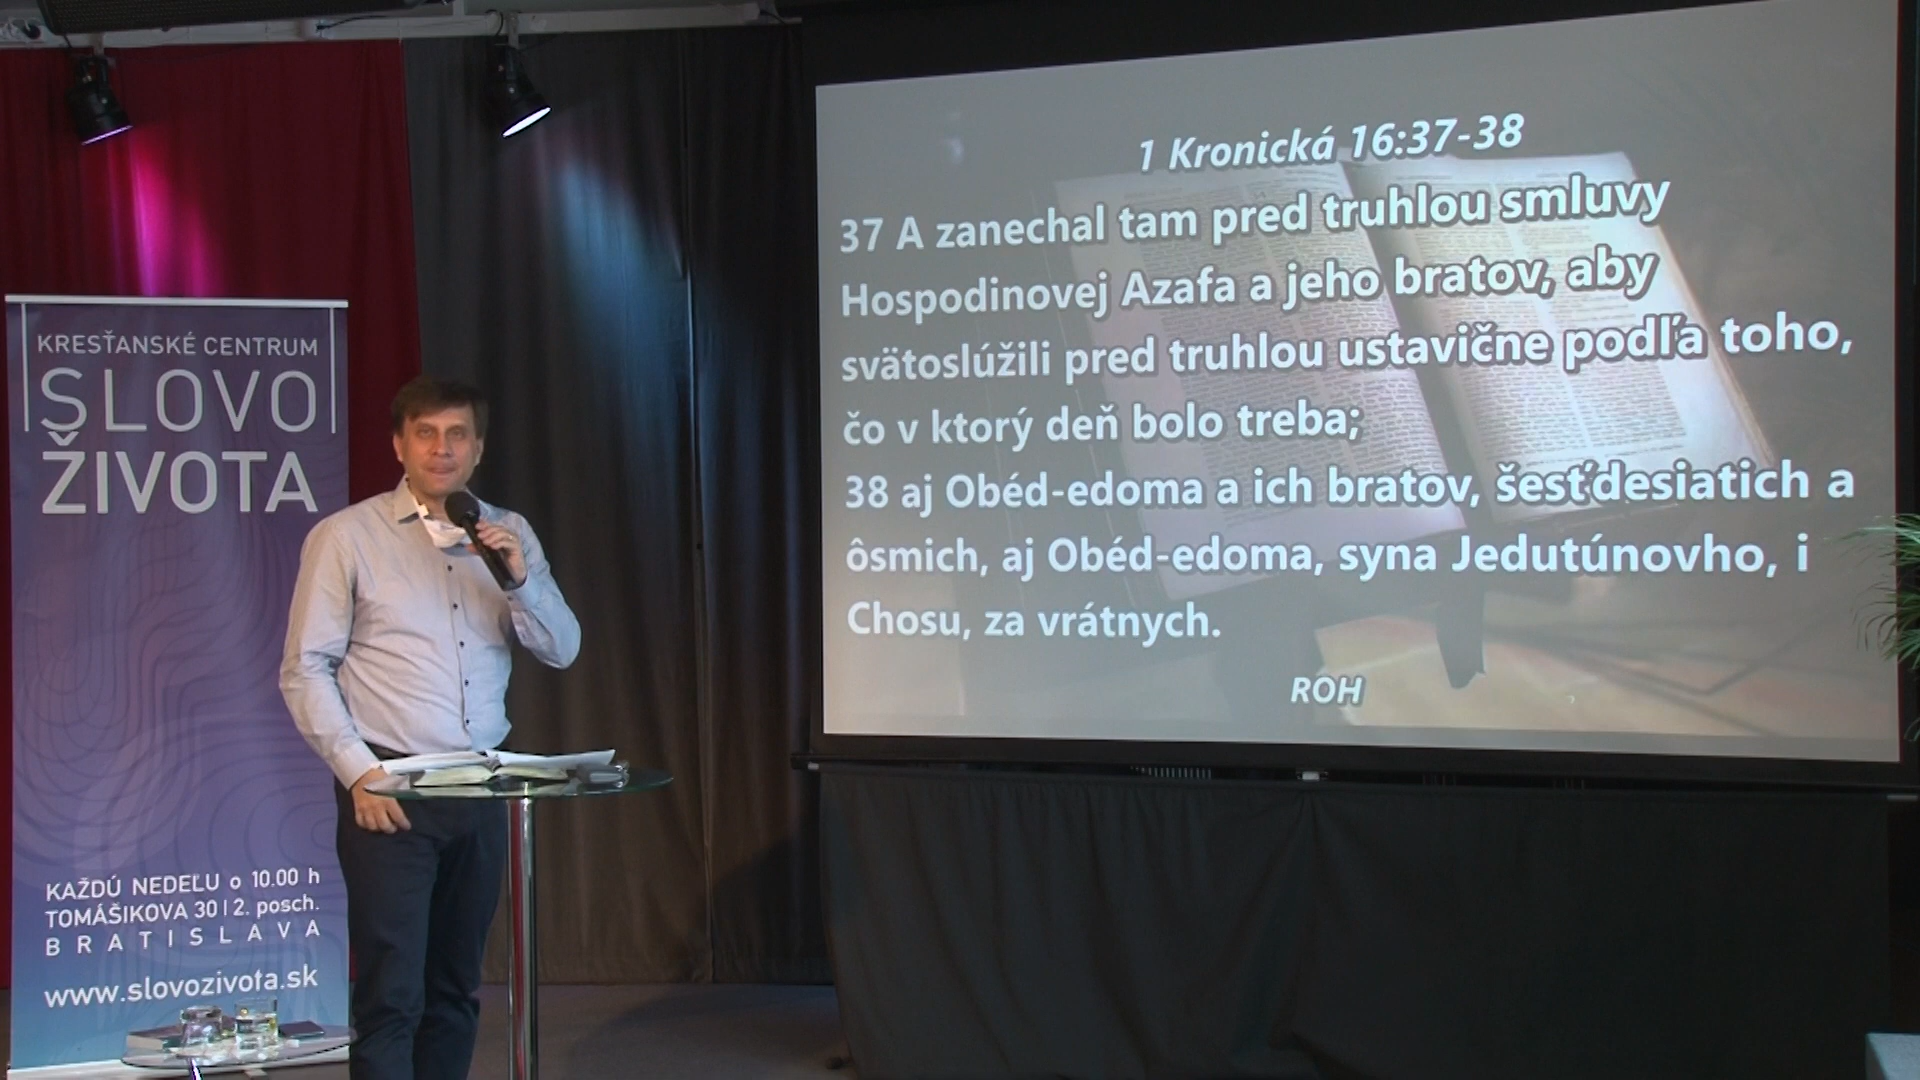 KRESŤANSKÉ CENTRUM
SLOVO
ŽIVOTA
KAŽDÚ NEDEĽU o 10.00 h
TOMÁŠIKOVA 30 | 2. posch.
BRATISLAVA
www.slovozivota.sk
1 Kronická 16:37-38
37 A zanechal tam pred truhlou smluvy
Hospodinovej Azafa a jeho bratov, aby
svätoslúžili pred truhlou ustavične podľa toho,
čo v ktorý deň bolo treba;
38 aj Obéd-edoma a ich bratov, šesťdesiatich a
ôsmich, aj Obéd-edoma, syna Jedutúnovho, i
Chosu, za vrátnych.
ROH